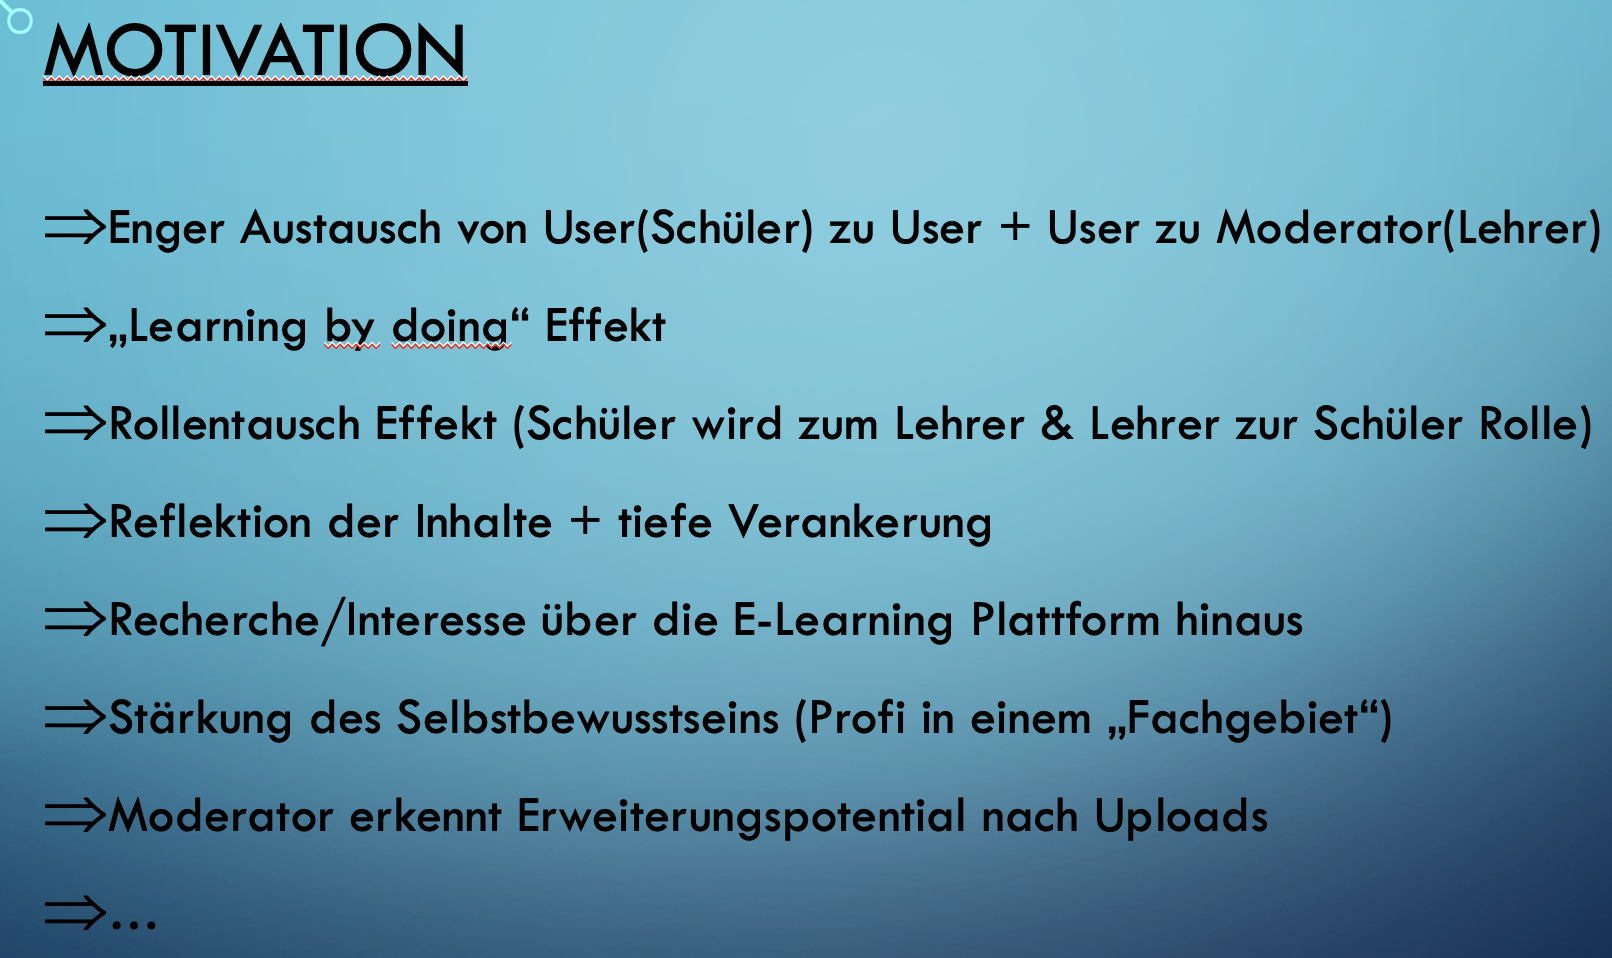 MOTIVATION
⇒Enger Austausch von User(Schüler) zu User + User zu Moderator(Lehrer)
⇒„Learning by doing“ Effekt
⇒Rollentausch Effekt (Schüler wird zum Lehrer & Lehrer zur Schüler Rolle)
⇒Reflektion der Inhalte + tiefe Verankerung
⇒Recherche/Interesse über die E-Learning Plattform hinaus
⇒Stärkung des Selbstbewusstseins (Profi in einem „Fachgebiet“)
⇒Moderator erkennt Erweiterungspotential nach Uploads
⇒…